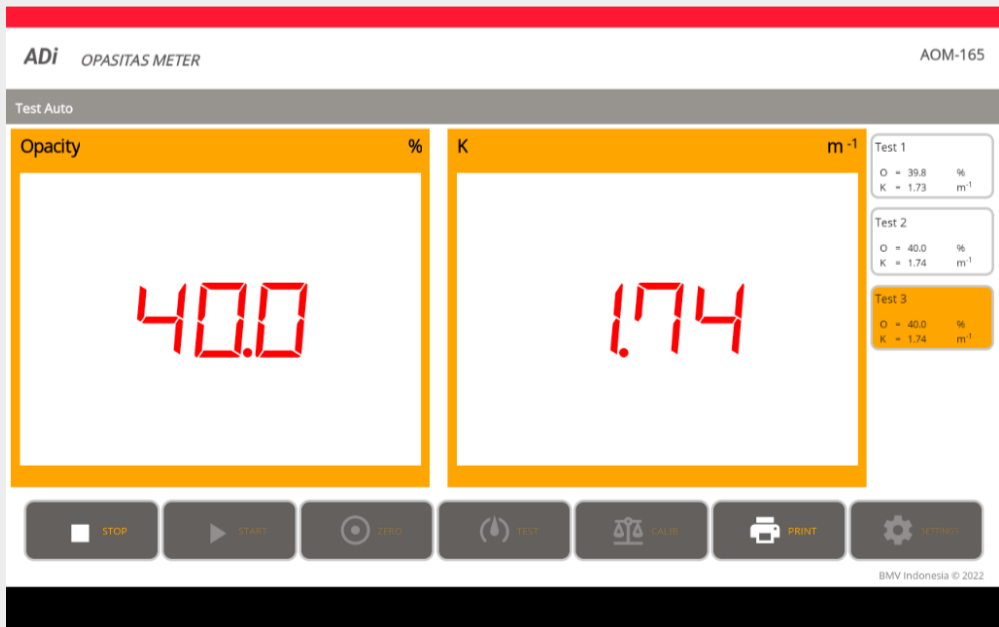 ADi OPASITAS METER AOM-165
Test Auto
Opacity %
40.0
K m-1
1.74
Test 1
O = 39.8 %
K = 1.73 m-1
Test 2
O = 40.0 %
K = 1.74 m-1
Test 3
O = 40.0 %
K = 1.74 m-1
STOP START ZERO TEST CALIB PRINT SETTINGS
BMV Indonesia © 2022